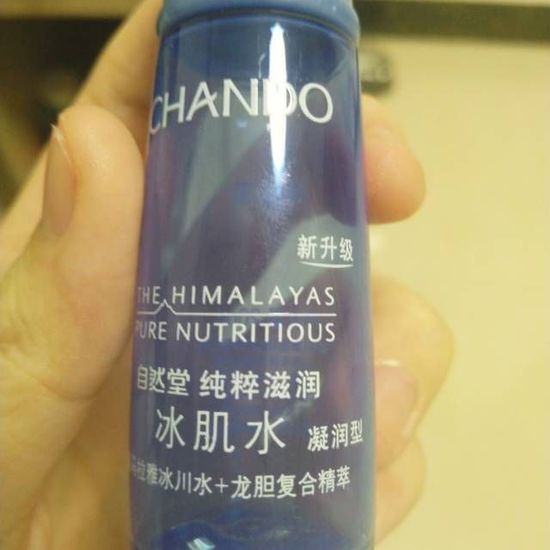 CHANDO
新升级
THE HIMALAYAS
PURE NUTRITIOUS
自然堂 纯粹滋润
冰肌水 凝润型
拉雅冰川水+龙胆复合精萃